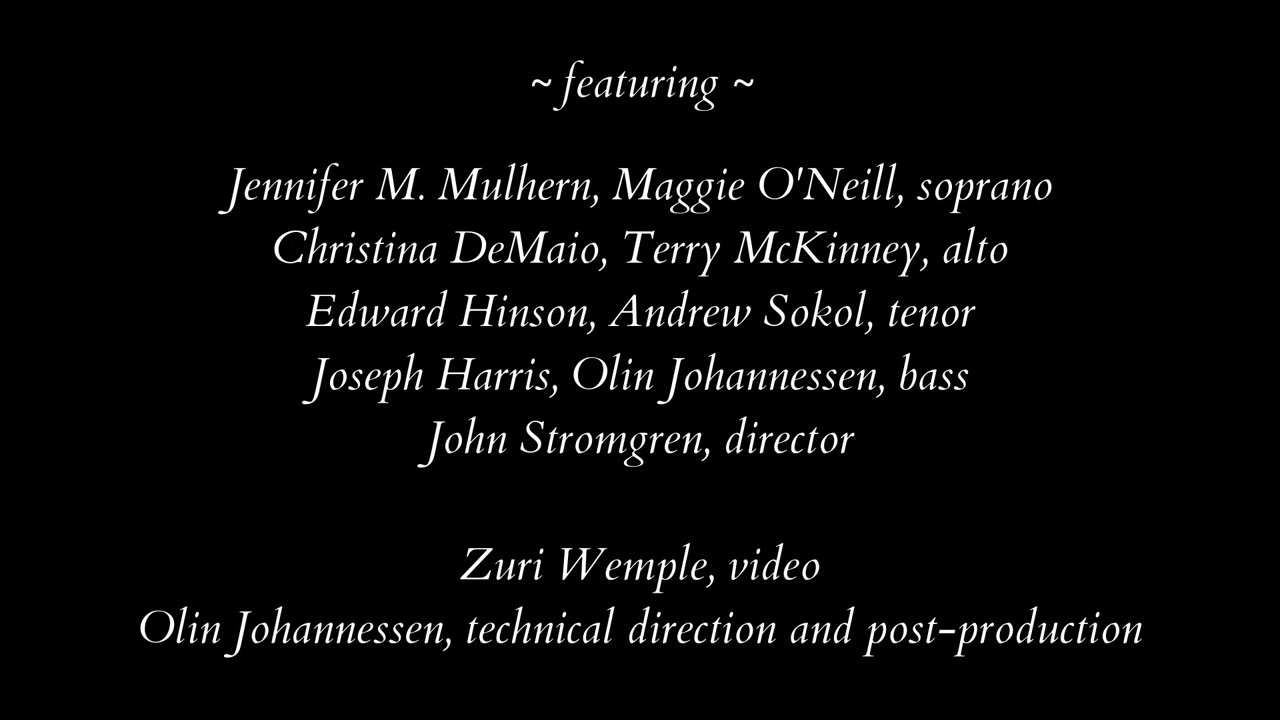 ~ featuring ~
Jennifer M. Mulhern, Maggie O'Neill, soprano
Christina DeMaio, Terry McKinney, alto
Edward Hinson, Andrew Sokol, tenor
Joseph Harris, Olin Johannessen, bass
John Stromgren, director
Zuri Wemple, video
Olin Johannessen, technical direction and post-production